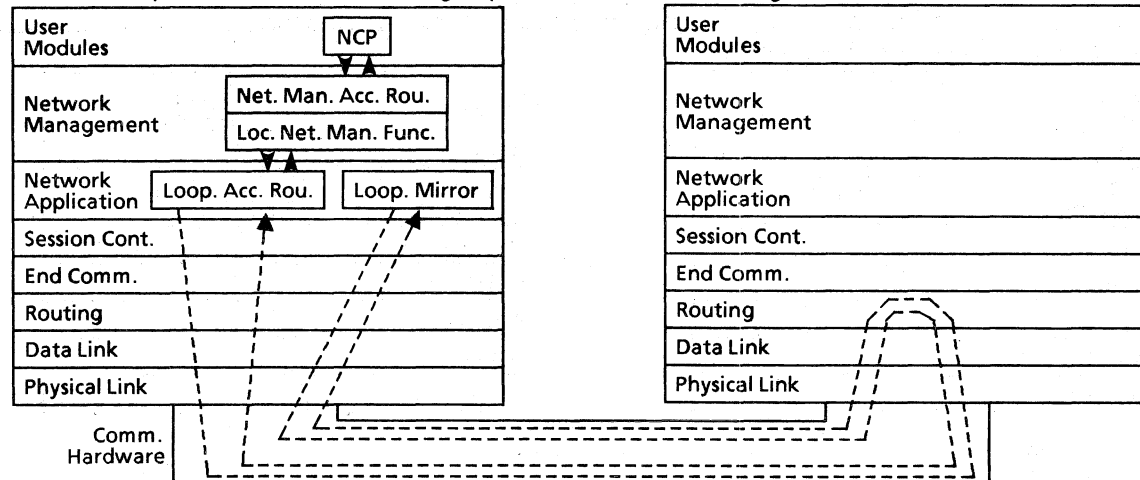 User
Modules
NCP
Net. Man. Acc. Rou.
Network
Management
Loc. Net. Man. Func.
Network
Application
Loop. Acc. Rou.
Loop. Mirror
Session Cont.
End Comm.
Routing
Data Link
Physical Link
User
Modules
Network
Management
Network
Application
Session Cont.
End Comm.
Routing
Data Link
Physical Link
Comm.
Hardware